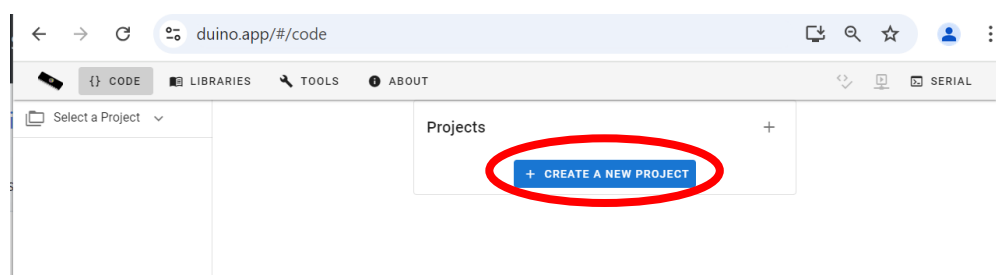 duino.app/#/code
{} CODE LIBRARIES TOOLS ABOUT SERIAL
Select a Project
Projects +
+ CREATE A NEW PROJECT